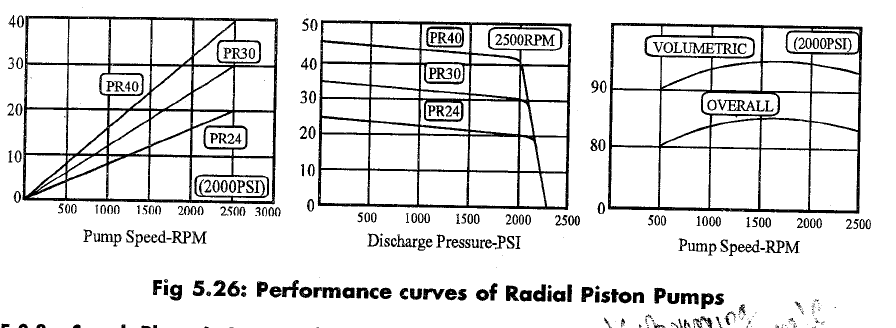 40
30
20
10
0
PR30
PR40
PR24
(2000PSI)
500 1000 1500 2000 2500 3000
Pump Speed-RPM
50
40
30
20
10
0
PR40
2500RPM
PR30
PR24
500 1000 1500 2000 2500
Discharge Pressure-PSI
VOLUMETRIC
(2000PSI)
90
OVERALL
80
0
500 1000 1500 2000 2500
Pump Speed-RPM
Fig 5.26: Performance curves of Radial Piston Pumps